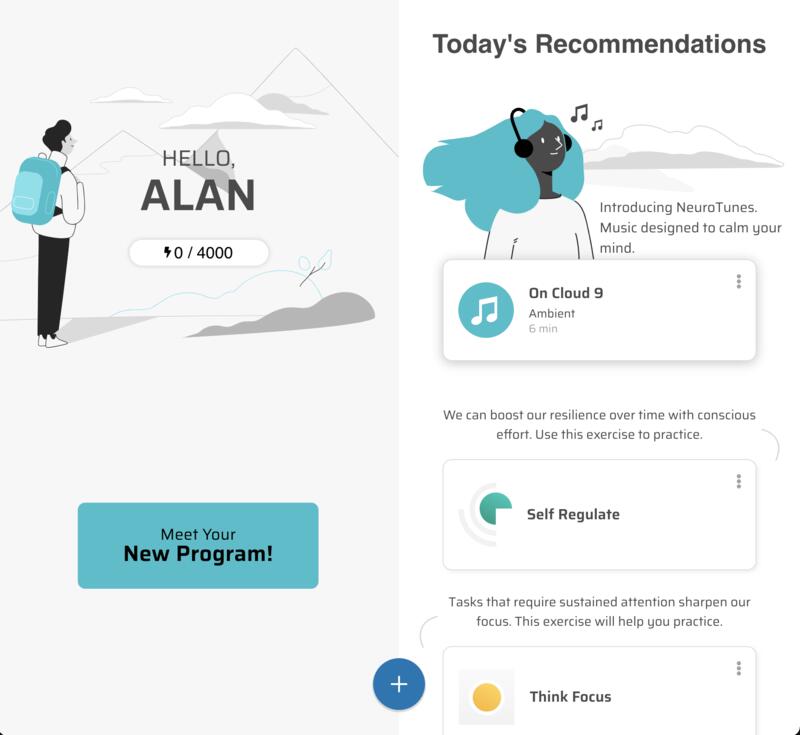 HELLO,
ALAN
0 / 4000
Meet Your
New Program!
Today's Recommendations
Introducing NeuroTunes.
Music designed to calm your
mind.
On Cloud 9
Ambient
6 min
We can boost our resilience over time with conscious
effort. Use this exercise to practice.
Self Regulate
Tasks that require sustained attention sharpen our
focus. This exercise will help you practice.
Think Focus